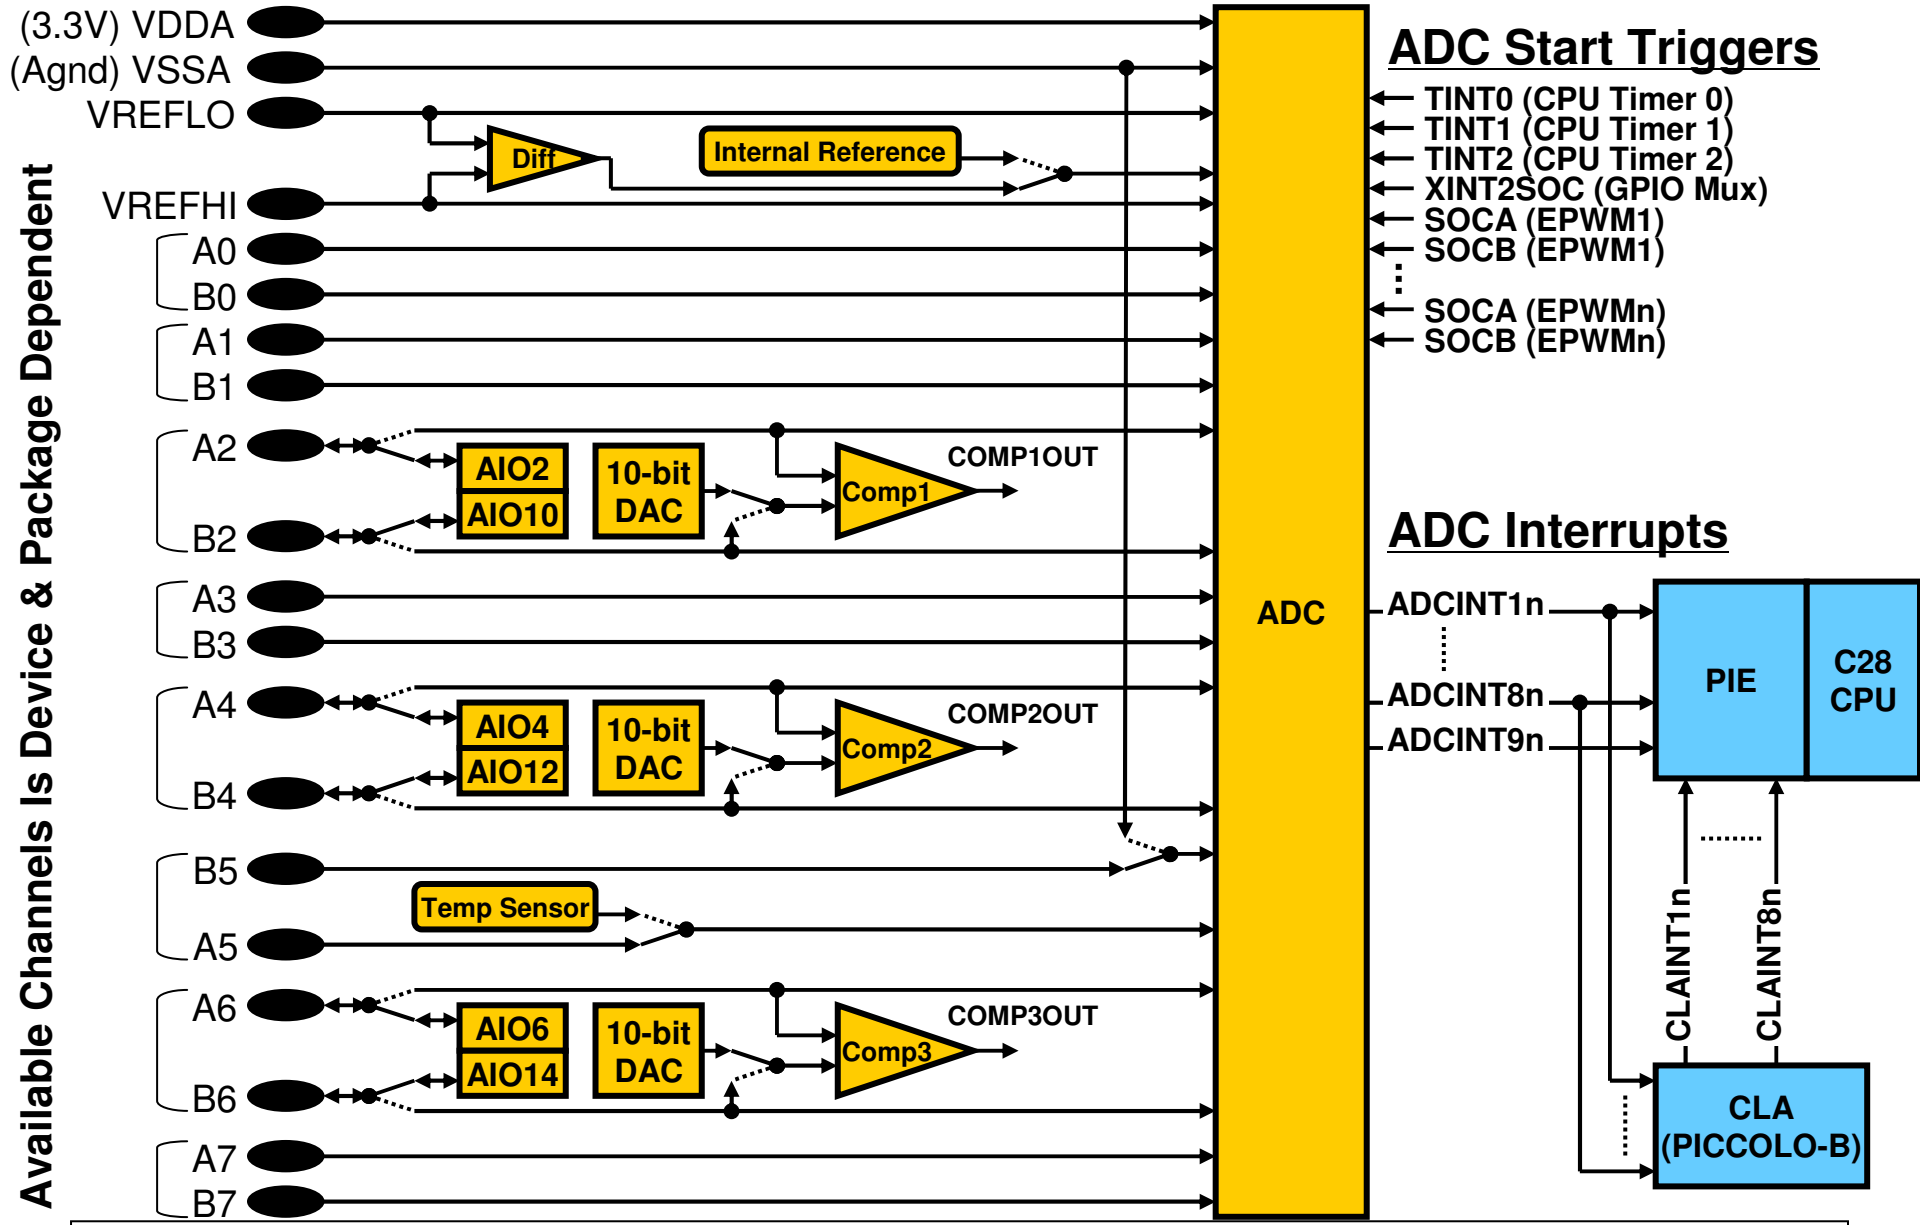 (3.3V) VDDA
(Agnd) VSSA
VREFLO
VREFHI
A0
B0
A1
B1
A2
B2
A3
B3
A4
B4
B5
A5
A6
B6
A7
B7
Available Channels Is Device & Package Dependent
Diff
Internal Reference
AIO2
AIO10
10-bit
DAC
Comp1
COMP1OUT
AIO4
AIO12
10-bit
DAC
Comp2
COMP2OUT
Temp Sensor
AIO6
AIO14
10-bit
DAC
Comp3
COMP3OUT
ADC
ADC Start Triggers
TINT0 (CPU Timer 0)
TINT1 (CPU Timer 1)
TINT2 (CPU Timer 2)
XINT2SOC (GPIO Mux)
SOCA (EPWM1)
SOCB (EPWM1)
SOCA (EPWMn)
SOCB (EPWMn)
ADC Interrupts
ADCINT1n
ADCINT8n
ADCINT9n
PIE
C28
CPU
CLAINT1n
CLAINT8n
CLA
(PICCOLO-B)